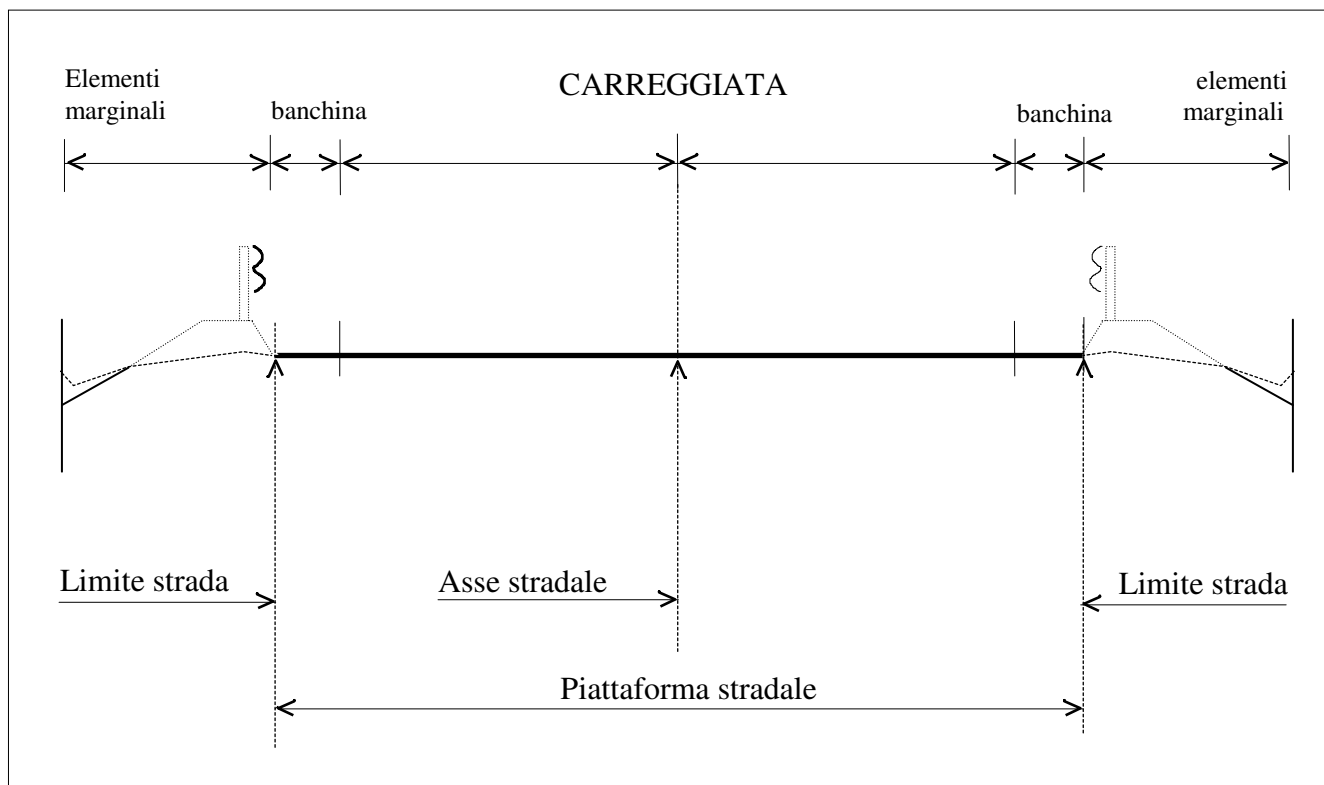 Elementi
marginali
banchina
CARREGGIATA
banchina
elementi
marginali
Limite strada
Asse stradale
Limite strada
Piattaforma stradale